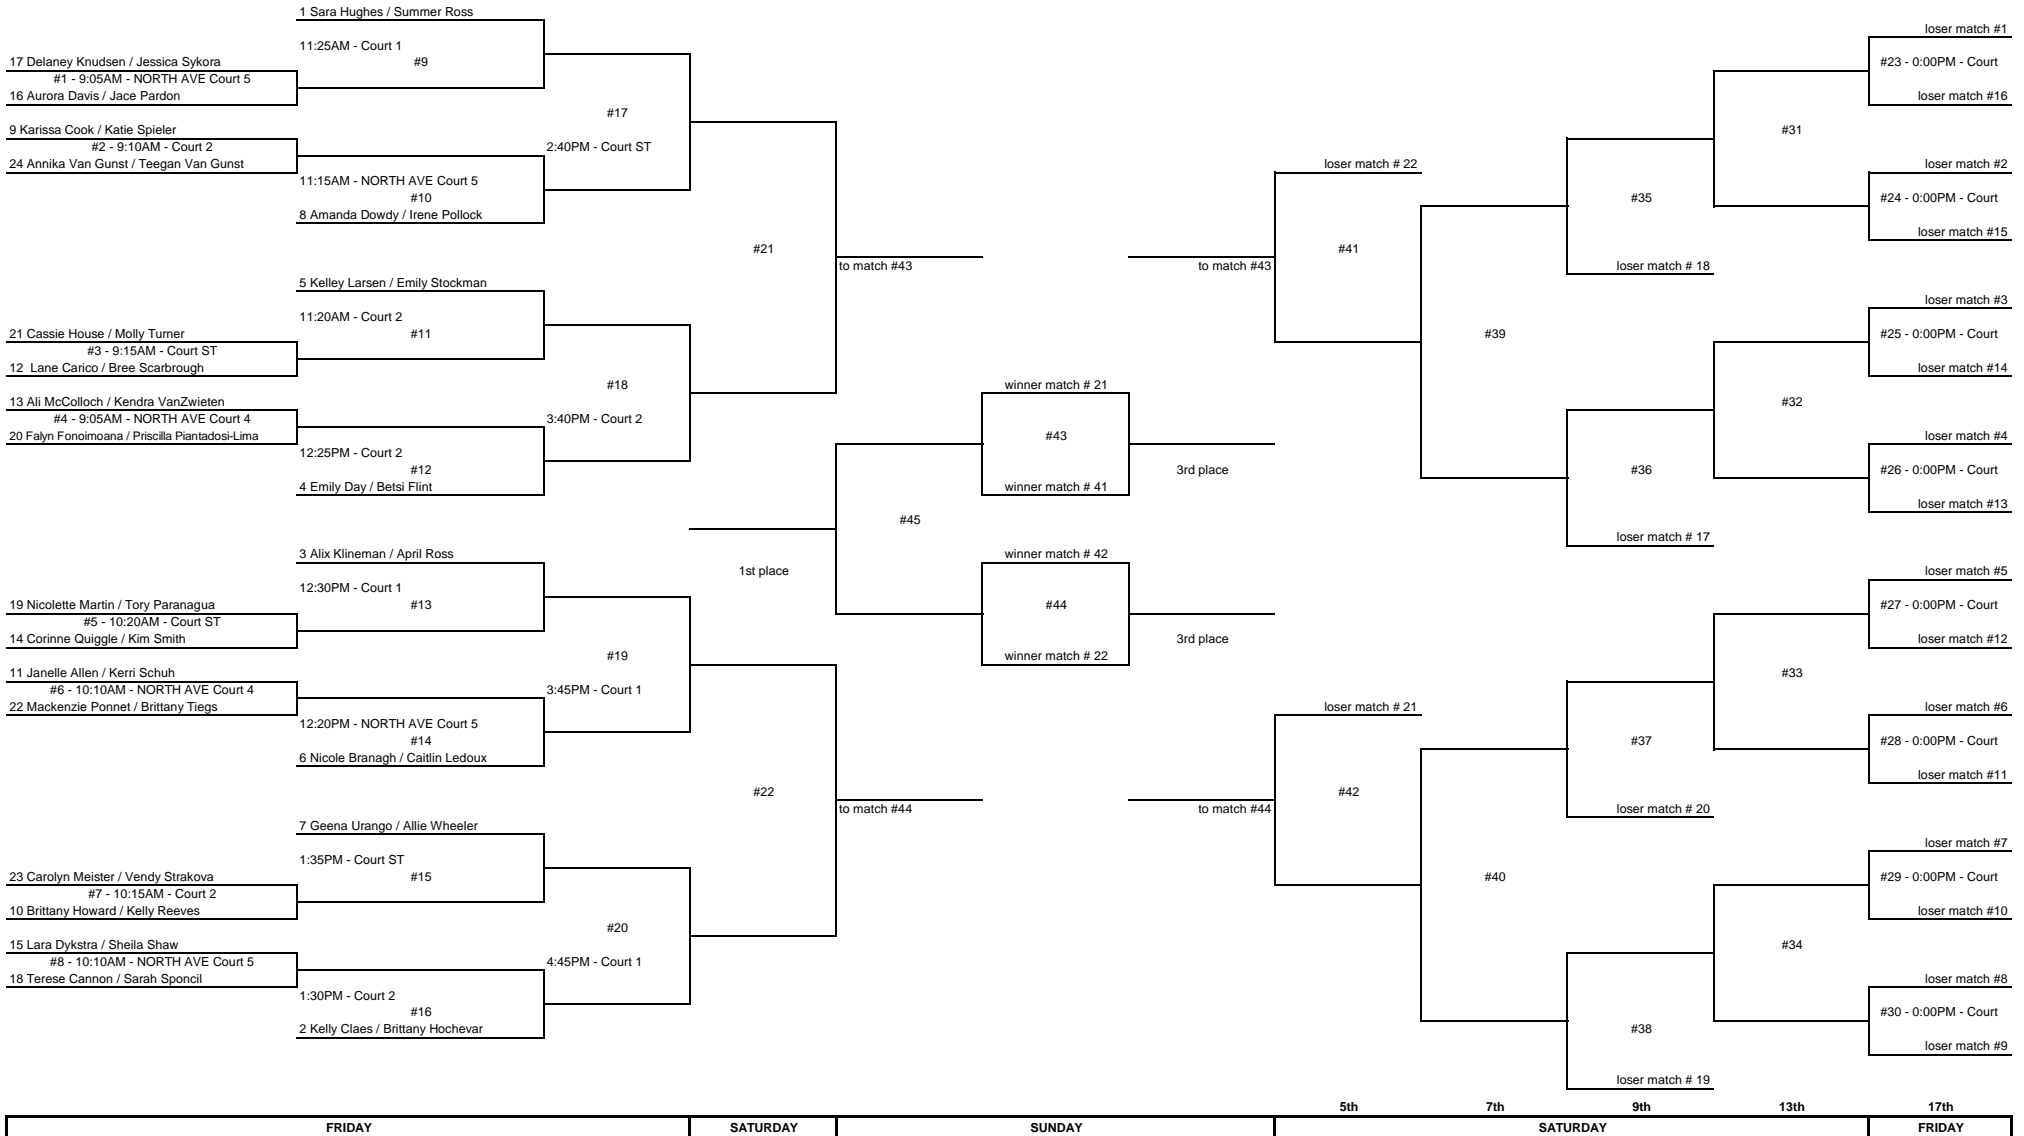 1 Sara Hughes / Summer Ross
11:25AM - Court 1
#9
17 Delaney Knudsen / Jessica Sykora
#1 - 9:05AM - NORTH AVE Court 5
16 Aurora Davis / Jace Pardon
#17
9 Karissa Cook / Katie Spieler
#2 - 9:10AM - Court 2
24 Annika Van Gunst / Teegan Van Gunst
2:40PM - Court ST
11:15AM - NORTH AVE Court 5
#10
8 Amanda Dowdy / Irene Pollock
#21
to match #43
5 Kelley Larsen / Emily Stockman
11:20AM - Court 2
#11
21 Cassie House / Molly Turner
#3 - 9:15AM - Court ST
12 Lane Carico / Bree Scarbrough
#18
13 Ali McColloch / Kendra VanZwieten
#4 - 9:05AM - NORTH AVE Court 4
20 Falyn Fonoimoana / Priscilla Piantadosi-Lima
3:40PM - Court 2
12:25PM - Court 2
#12
4 Emily Day / Betsi Flint
3 Alix Klineman / April Ross
12:30PM - Court 1
#13
19 Nicolette Martin / Tory Paranagua
#5 - 10:20AM - Court ST
14 Corinne Quiggle / Kim Smith
#19
11 Janelle Allen / Kerri Schuh
#6 - 10:10AM - NORTH AVE Court 4
22 Mackenzie Ponnet / Brittany Tiegs
3:45PM - Court 1
12:20PM - NORTH AVE Court 5
#14
6 Nicole Branagh / Caitlin Ledoux
#22
to match #44
7 Geena Urango / Allie Wheeler
1:35PM - Court ST
#15
23 Carolyn Meister / Vendy Strakova
#7 - 10:15AM - Court 2
10 Brittany Howard / Kelly Reeves
#20
15 Lara Dykstra / Sheila Shaw
#8 - 10:10AM - NORTH AVE Court 5
18 Terese Cannon / Sarah Sponcil
4:45PM - Court 1
1:30PM - Court 2
#16
2 Kelly Claes / Brittany Hochevar
winner match # 21
#43
winner match # 41
3rd place
#45
1st place
winner match # 42
#44
winner match # 22
3rd place
loser match # 22
#41
to match #43
#39
loser match # 21
#42
to match #44
#40
#35
loser match # 18
#36
loser match # 17
#37
loser match # 20
#38
loser match # 19
#31
#32
#33
#34
loser match #1
#23 - 0:00PM - Court
loser match #16
loser match #2
#24 - 0:00PM - Court
loser match #15
loser match #3
#25 - 0:00PM - Court
loser match #14
loser match #4
#26 - 0:00PM - Court
loser match #13
loser match #5
#27 - 0:00PM - Court
loser match #12
loser match #6
#28 - 0:00PM - Court
loser match #11
loser match #7
#29 - 0:00PM - Court
loser match #10
loser match #8
#30 - 0:00PM - Court
loser match #9
5th 7th 9th 13th 17th
FRIDAY SATURDAY SUNDAY SATURDAY FRIDAY